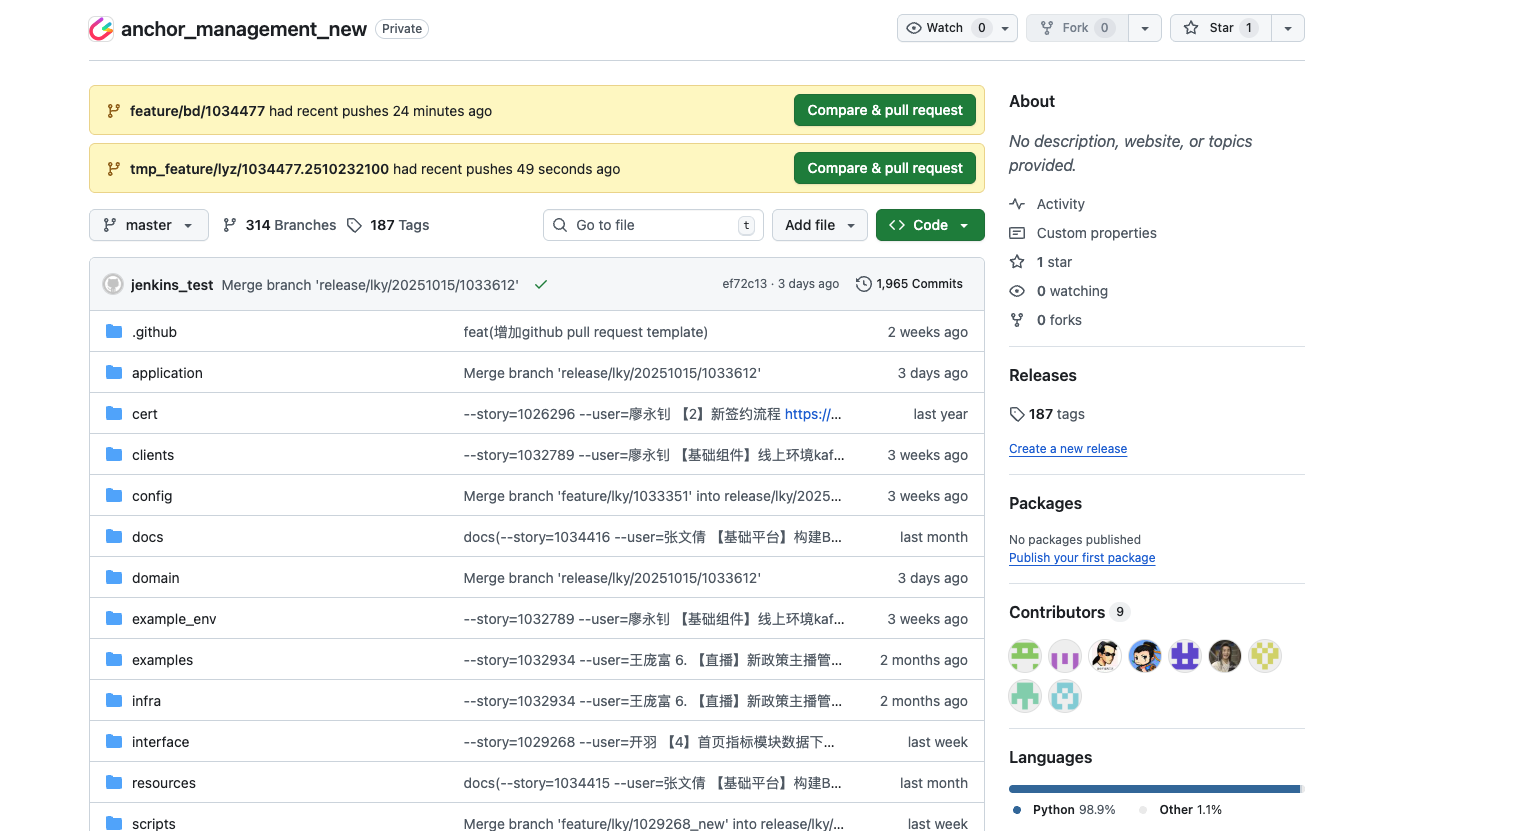 anchor_management_new Private
Watch 0 Fork 0 Star 1
feature/bd/1034477 had recent pushes 24 minutes ago Compare & pull request
tmp_feature/lyz/1034477.2510232100 had recent pushes 49 seconds ago Compare & pull request
master 314 Branches 187 Tags Go to file t Add file Code
jenkins_test Merge branch 'release/lky/20251015/1033612' ef72c13 · 3 days ago 1,965 Commits
.github feat(增加github pull request template) 2 weeks ago
application Merge branch 'release/lky/20251015/1033612' 3 days ago
cert --story=1026296 --user=廖永钊 【2】新签约流程 https://... last year
clients --story=1032789 --user=廖永钊 【基础组件】线上环境kaf... 3 weeks ago
config Merge branch 'feature/lky/1033351' into release/lky/2025... 3 weeks ago
docs docs(--story=1034416 --user=张文倩 【基础平台】构建B... last month
domain Merge branch 'release/lky/20251015/1033612' 3 days ago
example_env --story=1032789 --user=廖永钊 【基础组件】线上环境kaf... 3 weeks ago
examples --story=1032934 --user=王庞富 6. 【直播】新政策主播管... 2 months ago
infra --story=1032934 --user=王庞富 6. 【直播】新政策主播管... 2 months ago
interface --story=1029268 --user=开羽 【4】首页指标模块数据下... last week
resources docs(--story=1034415 --user=张文倩 【基础平台】构建B... last month
scripts Merge branch 'feature/lky/1029268_new' into release/lky/... last week
About
No description, website, or topics
provided.
Activity
Custom properties
1 star
0 watching
0 forks
Releases
187 tags
Create a new release
Packages
No packages published
Publish your first package
Contributors 9
Languages
Python 98.9% Other 1.1%